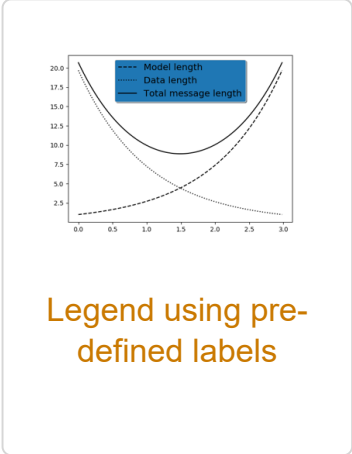 Model length
Data length
Total message length
20.0
17.5
15.0
12.5
10.0
7.5
5.0
2.5
0.0 0.5 1.0 1.5 2.0 2.5 3.0
Legend using pre-
defined labels